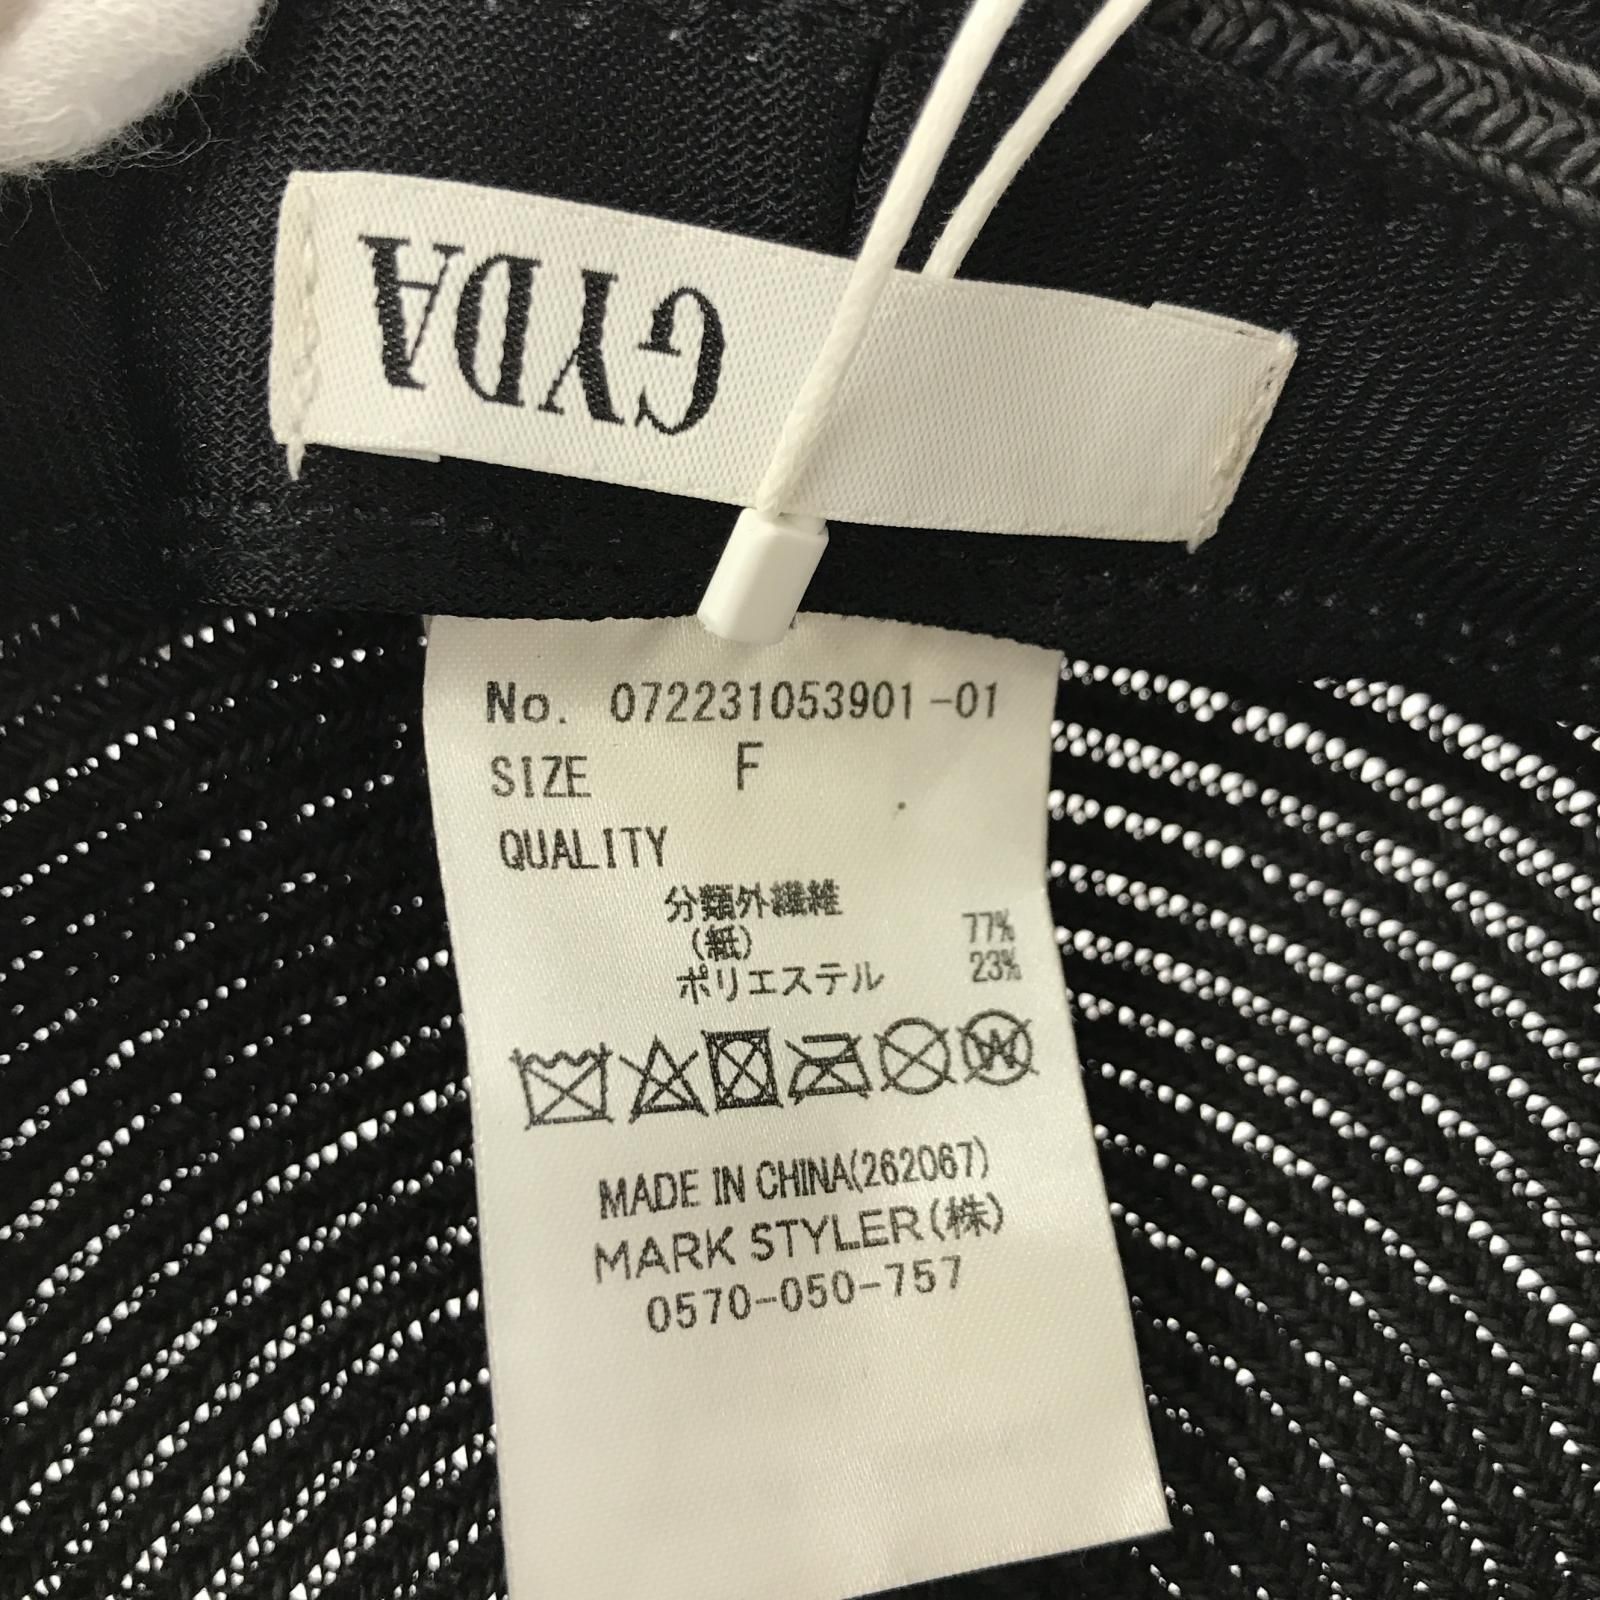 GYDA
No. 072231053901-01
SIZE F
QUALITY
分類外繊維
(紙) 77%
ポリエステル 23%
W
MADE IN CHINA(262067)
MARK STYLER(株)
0570-050-757